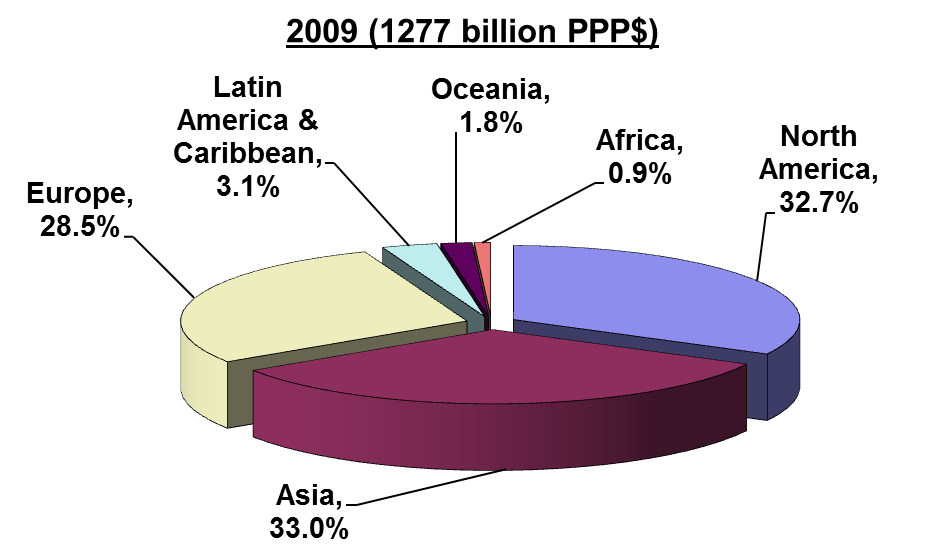 2009 (1277 billion PPP$)
Latin
America &
Caribbean,
3.1%
Oceania,
1.8%
Africa,
0.9%
North
America,
32.7%
Europe,
28.5%
Asia,
33.0%